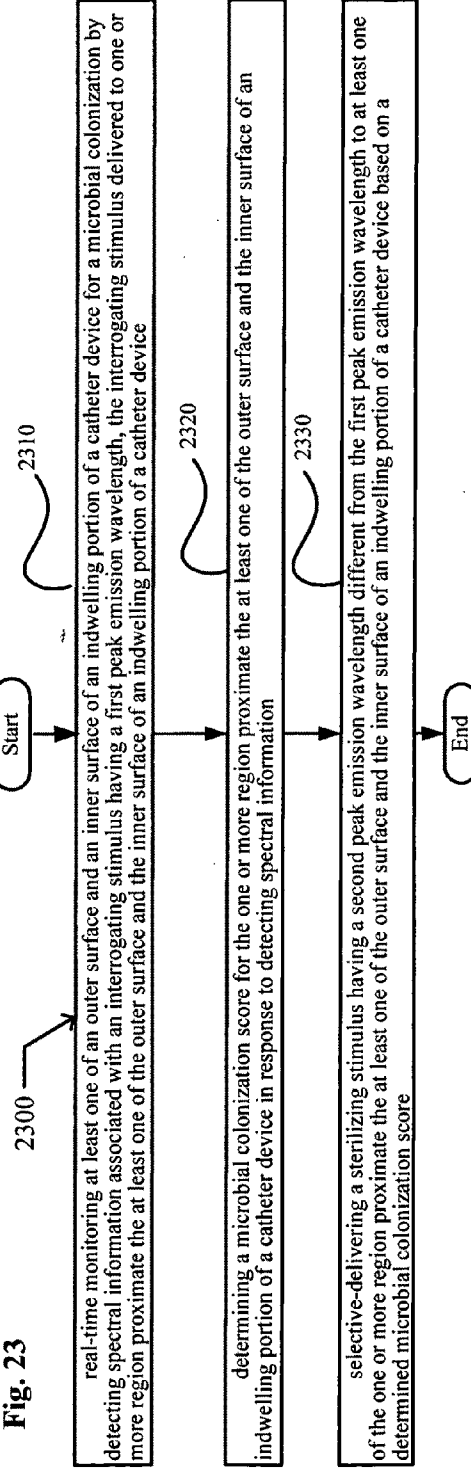 Fig. 23
2300
Start
2310
real-time monitoring at least one of an outer surface and an inner surface of an indwelling portion of a catheter device for a microbial colonization by
detecting spectral information associated with an interrogating stimulus having a first peak emission wavelength, the interrogating stimulus delivered to one or
more region proximate the at least one of the outer surface and the inner surface of an indwelling portion of a catheter device
2320
determining a microbial colonization score for the one or more region proximate the at least one of the outer surface and the inner surface of an
indwelling portion of a catheter device in response to detecting spectral information
2330
selective-delivering a sterilizing stimulus having a second peak emission wavelength different from the first peak emission wavelength to at least one
of the one or more region proximate the at least one of the outer surface and the inner surface of an indwelling portion of a catheter device based on a
determined microbial colonization score
End